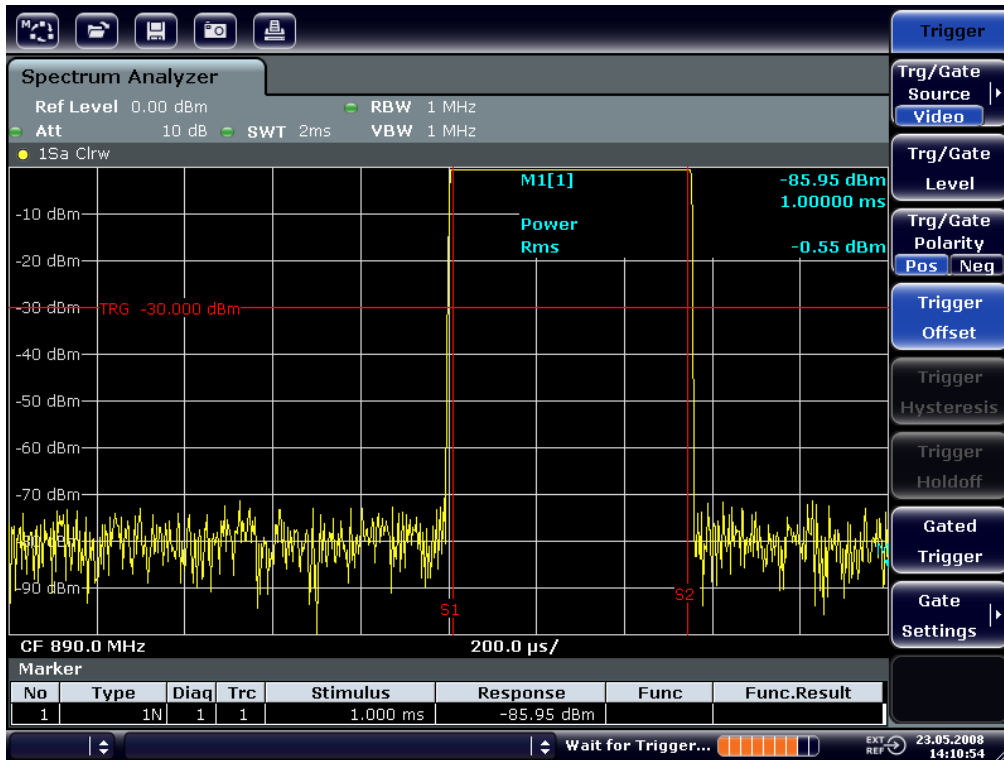 Trigger
Spectrum Analyzer
Ref Level 0.00 dBm RBW 1 MHz
Att 10 dB SWT 2ms VBW 1 MHz
1Sa Clrw
M1[1] -85.95 dBm
1.00000 ms
Power
Rms -0.55 dBm
-10 dBm
-20 dBm
-30 dBm
TRG -30.000 dBm
-40 dBm
-50 dBm
-60 dBm
-70 dBm
-90 dBm
S1
S2
CF 890.0 MHz 200.0 µs/
Marker
No Type Diag Trc Stimulus Response Func Func.Result
1 1N 1 1 1.000 ms -85.95 dBm
Wait for Trigger...
EXT REF
23.05.2008
14:10:54
Trg/Gate
Source
Video
Trg/Gate
Level
Trg/Gate
Polarity
Pos Neg
Trigger
Offset
Trigger
Hysteresis
Trigger
Holdoff
Gated
Trigger
Gate
Settings